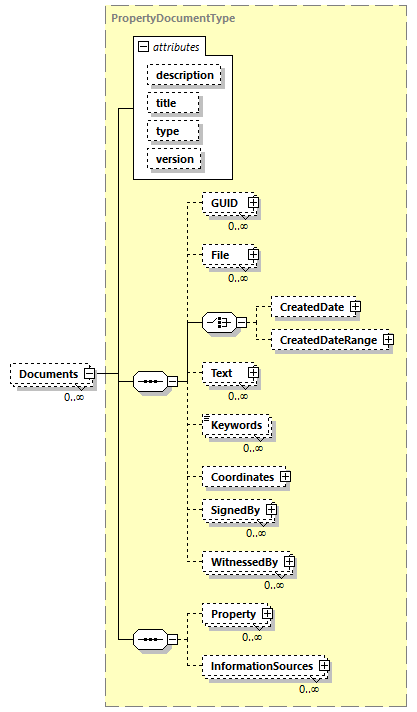 PropertyDocumentType
attributes
description
title
type
version
GUID
0..∞
File
0..∞
CreatedDate
CreatedDateRange
Documents
0..∞
Text
0..∞
Keywords
0..∞
Coordinates
SignedBy
0..∞
WitnessedBy
0..∞
Property
0..∞
InformationSources
0..∞